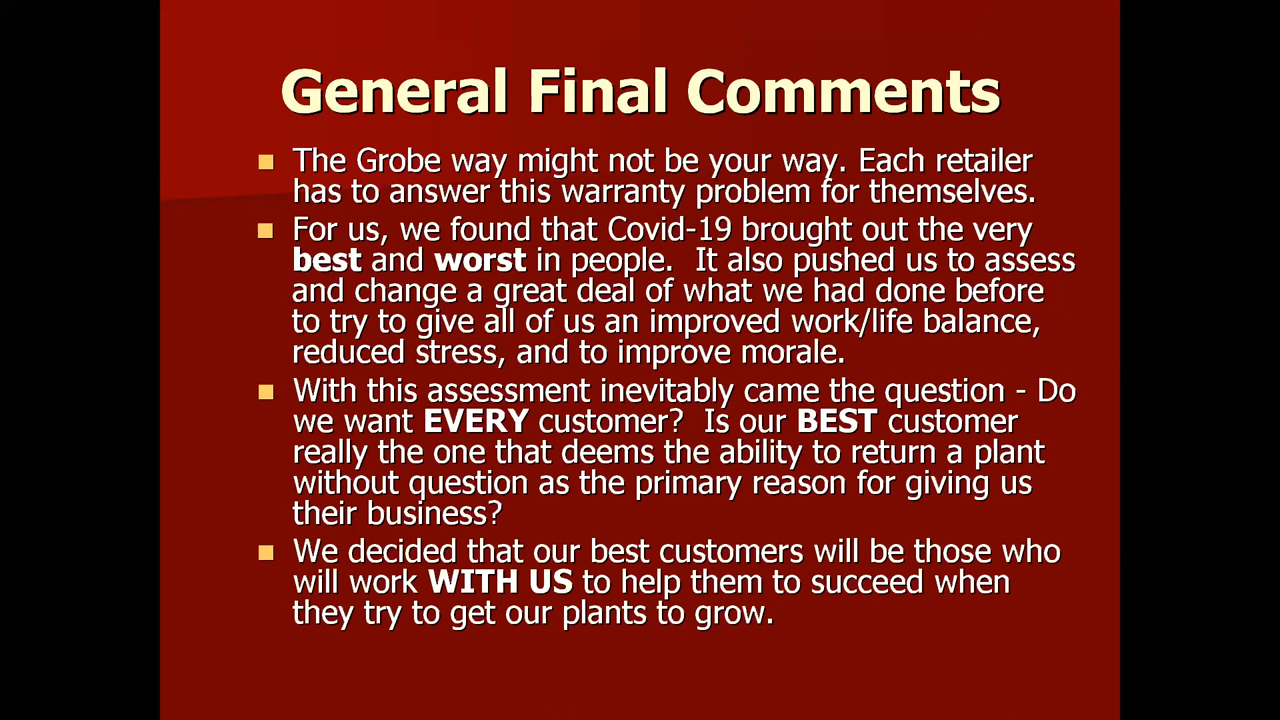 General Final Comments
The Grobe way might not be your way. Each retailer
has to answer this warranty problem for themselves.
For us, we found that Covid-19 brought out the very
best and worst in people.  It also pushed us to assess
and change a great deal of what we had done before
to try to give all of us an improved work/life balance,
reduced stress, and to improve morale.
With this assessment inevitably came the question - Do
we want EVERY customer?  Is our BEST customer
really the one that deems the ability to return a plant
without question as the primary reason for giving us
their business?
We decided that our best customers will be those who
will work WITH US to help them to succeed when
they try to get our plants to grow.